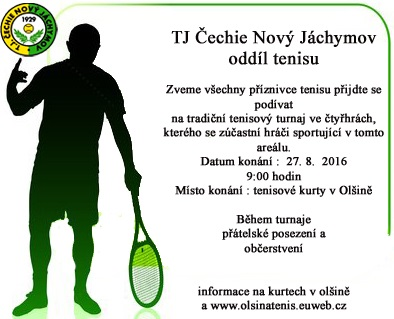 T.J. ČECHIE NOVÝ JÁCHYMOV
1929
TJ Čechie Nový Jáchymov
oddíl tenisu
Zveme všechny příznivce tenisu přijdte se
podívat
na tradiční tenisový turnaj ve čtyřhrách,
kterého se zúčastní hráči sportující v tomto
areálu.
Datum konání : 27. 8. 2016
9:00 hodin
Místo konání : tenisové kurty v Olšině
Během turnaje
přátelské posezení a
občerstvení
informace na kurtech v olšině
a www.olsinatenis.euweb.cz